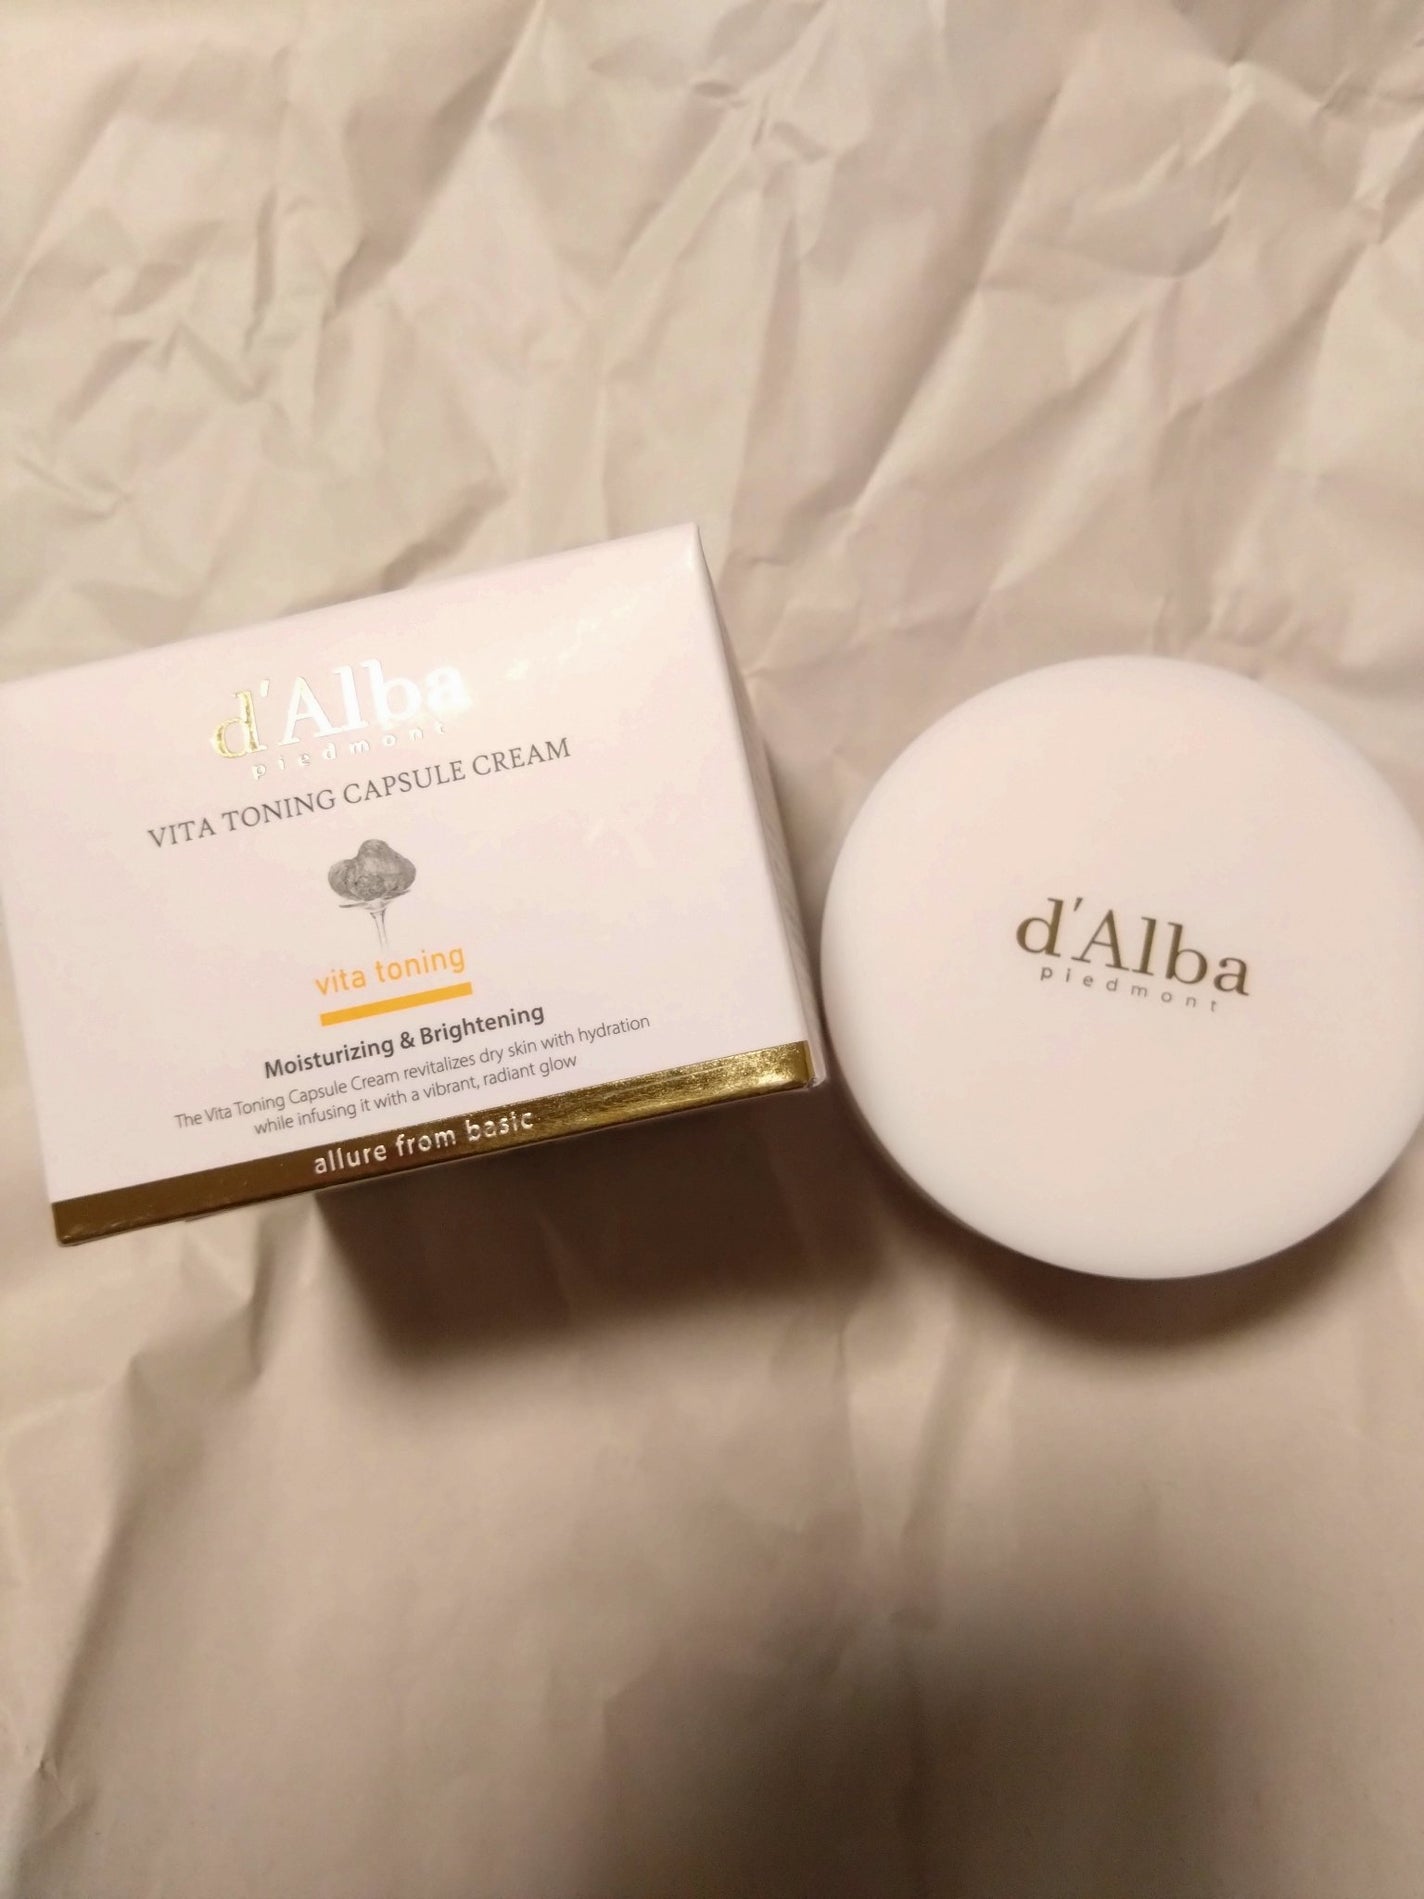 d'Alba
piedmont
VITA TONING CAPSULE CREAM
vita toning
Moisturizing & Brightening
The Vita Toning Capsule Cream revitalizes dry skin with hydration
while infusing it with a vibrant, radiant glow
allure from basic
d'Alba
piedmont